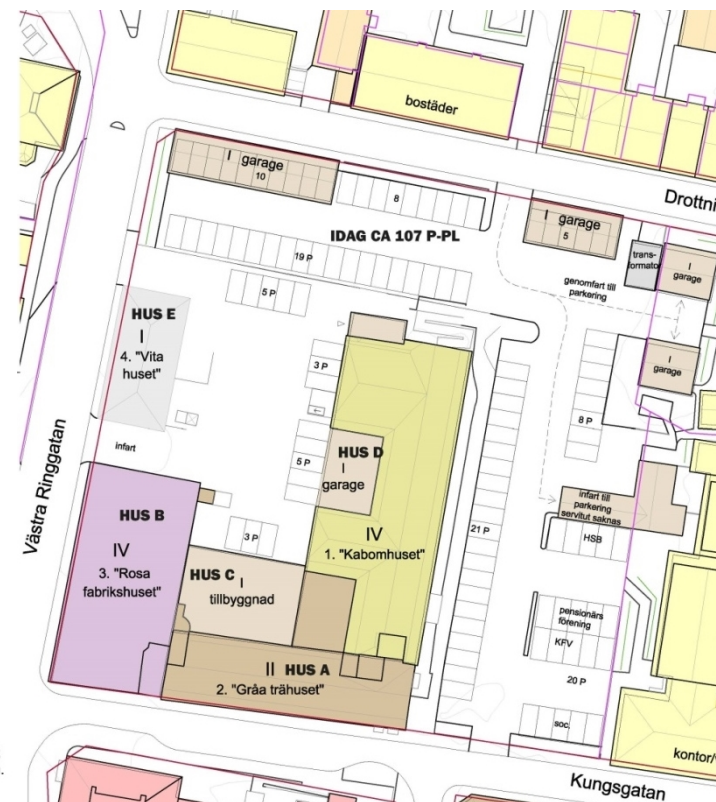 bostäder
Drottni
I garage
10
8
I garage
5
trans-
formator
I
garage
IDAG CA 107 P-PL
19 P
5 P
genomfart till
parkering
HUS E
I
4. "Vita
huset"
3 P
I
garage
8 P
infart
Västra Ringgatan
HUS D
I
garage
5 P
HUS B
IV
3. "Rosa
fabrikshuset"
3 P
IV
1. "Kabomhuset"
21 P
infart till
parkering
servitut saknas
HSB
HUS C
I
tillbyggnad
II HUS A
2. "Gråa trähuset"
pensionärs
förening
KFV
20 P
soc.
kontor/
Kungsgatan